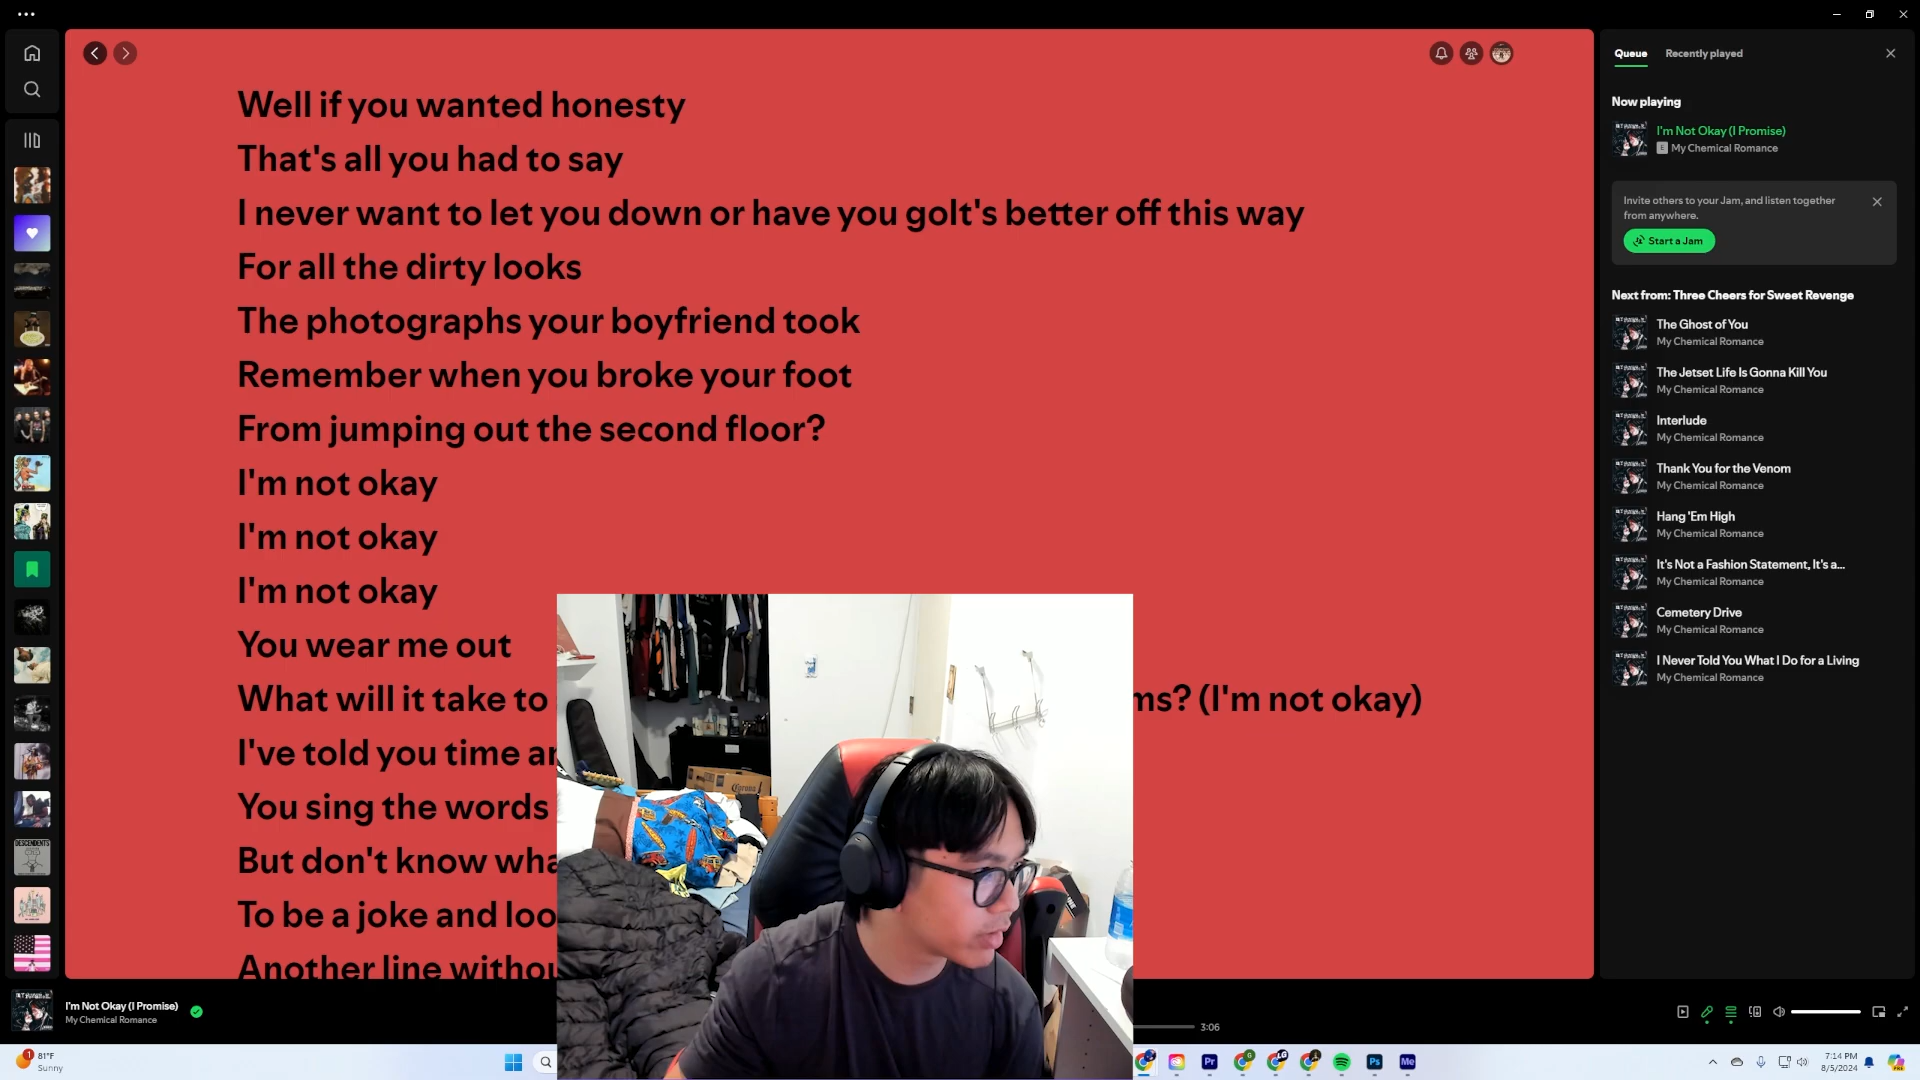 Queue Recently played
Well if you wanted honesty
That's all you had to say
I never want to let you down or have you golt's better off this way
For all the dirty looks
The photographs your boyfriend took
Remember when you broke your foot
From jumping out the second floor?
I'm not okay
I'm not okay
I'm not okay
You wear me out
What will it take to
ms? (I'm not okay)
I've told you time
You sing the words
But don't know
To be a joke and
Another line
Now playing
I'm Not Okay (I Promise)
E My Chemical Romance
Invite others to your Jam, and listen together
from anywhere.
Start a Jam
Next from: Three Cheers for Sweet Revenge
The Ghost of You
My Chemical Romance
The Jetset Life Is Gonna Kill You
My Chemical Romance
Interlude
My Chemical Romance
Thank You for the Venom
My Chemical Romance
Hang 'Em High
My Chemical Romance
It's Not a Fashion Statement, It's a...
My Chemical Romance
Cemetery Drive
My Chemical Romance
I Never Told You What I Do for a Living
My Chemical Romance
DESCENDENTS
Corona
I'm Not Okay (I Promise)
My Chemical Romance
3:06
1
81°F
Sunny
Pr
LG
Ps
Me
7:14 PM
8/5/2024